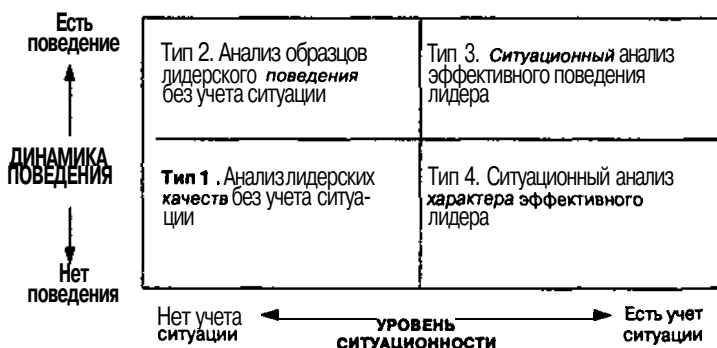 Есть
поведение
ДИНАМИКА
ПОВЕДЕНИЯ
Нет
поведения
Тип 2. Анализ образцов
лидерского поведения
без учета ситуации
Тип 3. Ситуационный анализ
эффективного поведения
лидера
Тип 1. Анализ лидерских
качеств без учета ситуа-
ции
Тип 4. Ситуационный анализ
характера эффективного
лидера
Нет учета
ситуации
УРОВЕНЬ
СИТУАЦИОННОСТИ
Есть учет
ситуации